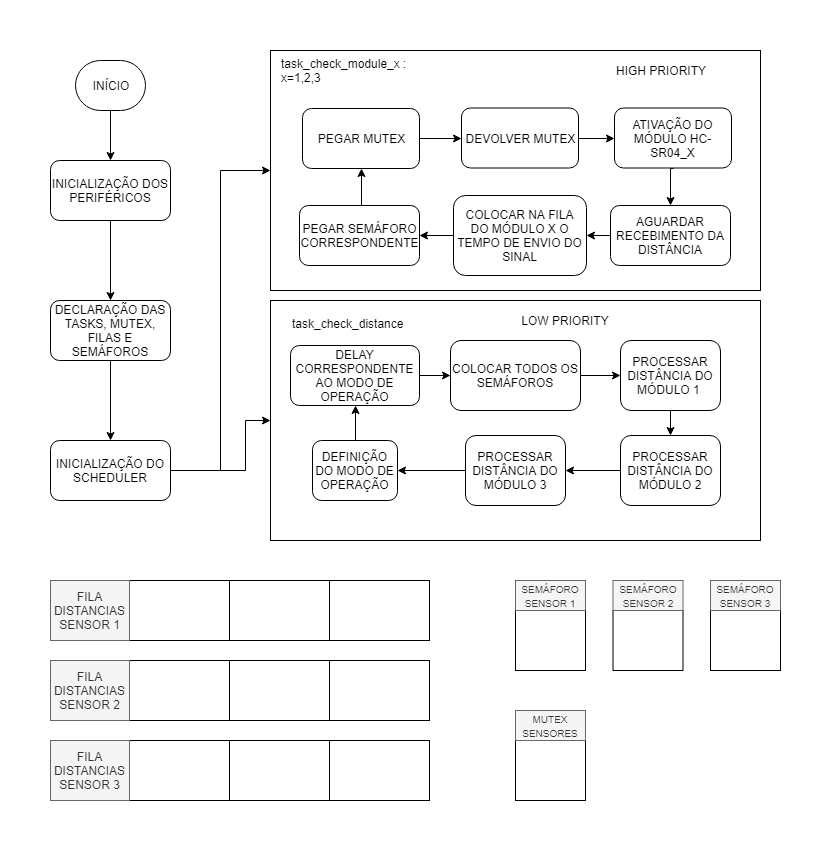 INÍCIO
INICIALIZAÇÃO DOS
PERIFÉRICOS
DECLARAÇÃO DAS
TASKS, MUTEX,
FILAS E
SEMÁFOROS
INICIALIZAÇÃO DO
SCHEDULER
task_check_module_x :
x=1,2,3
HIGH PRIORITY
PEGAR MUTEX
DEVOLVER MUTEX
ATIVAÇÃO DO
MÓDULO HC-
SR04_X
PEGAR SEMÁFORO
CORRESPONDENTE
COLOCAR NA FILA
DO MÓDULO X O
TEMPO DE ENVIO DO
SINAL
AGUARDAR
RECEBIMENTO DA
DISTÂNCIA
task_check_distance
LOW PRIORITY
DELAY
CORRESPONDENTE
AO MODO DE
OPERAÇÃO
COLOCAR TODOS OS
SEMÁFOROS
PROCESSAR
DISTÂNCIA DO
MÓDULO 1
DEFINIÇÃO
DO MODO DE
OPERAÇÃO
PROCESSAR
DISTÂNCIA DO
MÓDULO 3
PROCESSAR
DISTÂNCIA DO
MÓDULO 2
FILA
DISTANCIAS
SENSOR 1
FILA
DISTANCIAS
SENSOR 2
FILA
DISTANCIAS
SENSOR 3
SEMÁFORO
SENSOR 1
SEMÁFORO
SENSOR 2
SEMÁFORO
SENSOR 3
MUTEX
SENSORES